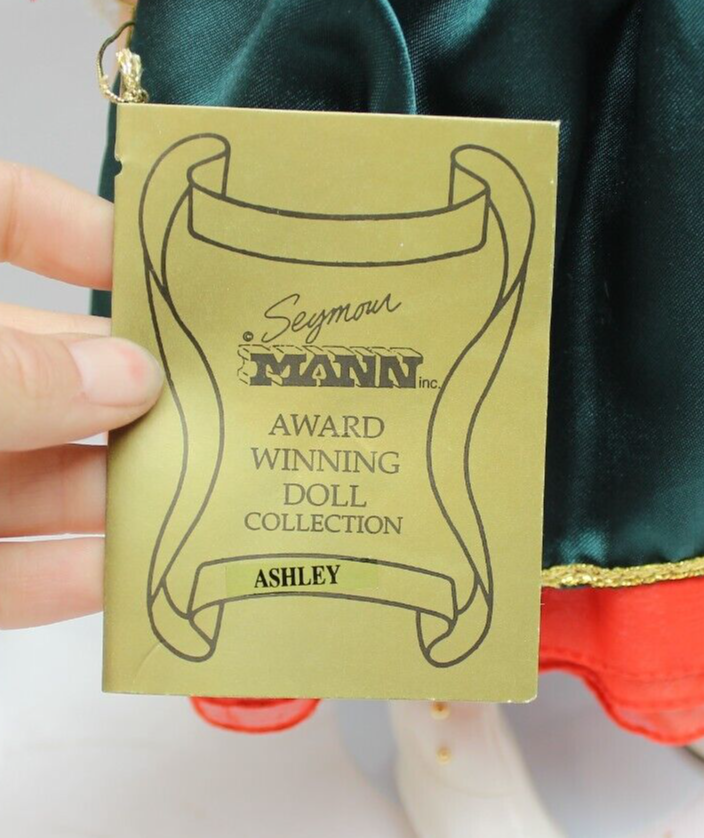 Seymour
© MANN inc.
AWARD
WINNING
DOLL
COLLECTION
ASHLEY